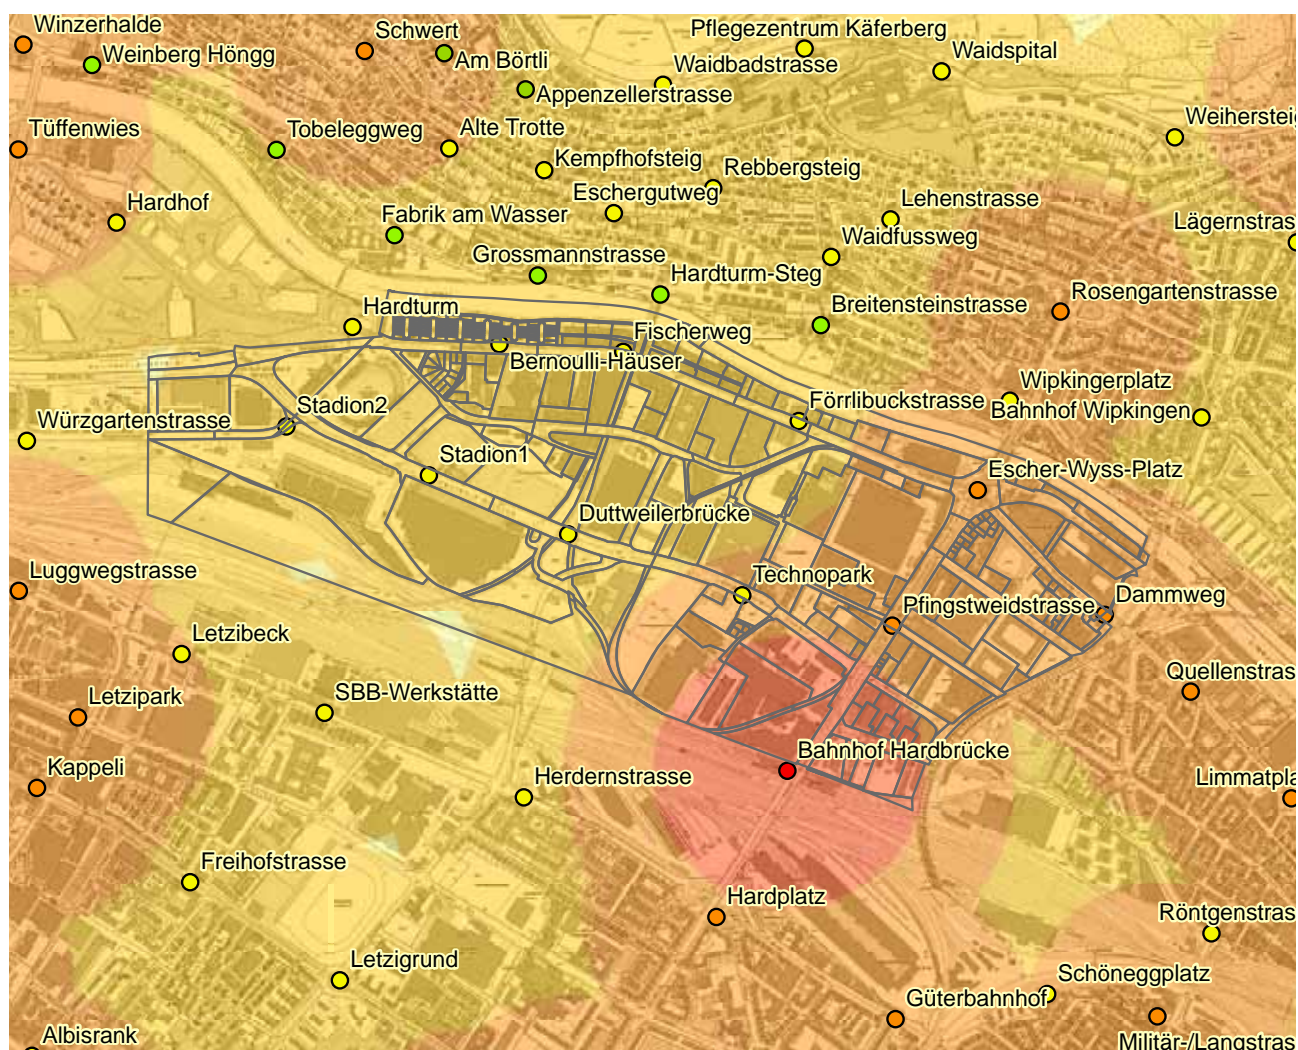 Winzerhalde
Schwert
Pflegezentrum Käferberg
Weinberg Höngg
Am Börtli
Waidbadstrasse
Waidspital
Appenzellerstrasse
Tüffenwies
Tobeleggweg
Alte Trotte
Weihersteig
Kempfhofsteig
Rebbergsteig
Eschergutweg
Hardhof
Fabrik am Wasser
Lehenstrasse
Lägernstrass
Waidfussweg
Grossmannstrasse
Hardturm-Steg
Rosengartenstrasse
Hardturm
Breitensteinstrasse
Fischerweg
Bernoulli-Häuser
Wipkingerplatz
Stadion2
Förrlibuckstrasse
Bahnhof Wipkingen
Würzgartenstrasse
Stadion1
Escher-Wyss-Platz
Duttweilerbrücke
Luggwegstrasse
Technopark
Pfingstweidstrasse
Dammweg
Letzibeck
Quellenstras
Letzipark
SBB-Werkstätte
Bahnhof Hardbrücke
Kappeli
Herdernstrasse
Limmatpla
Freihofstrasse
Hardplatz
Röntgenstras
Letzigrund
Schöneggplatz
Güterbahnhof
Albisrank
Militär-/Langstras